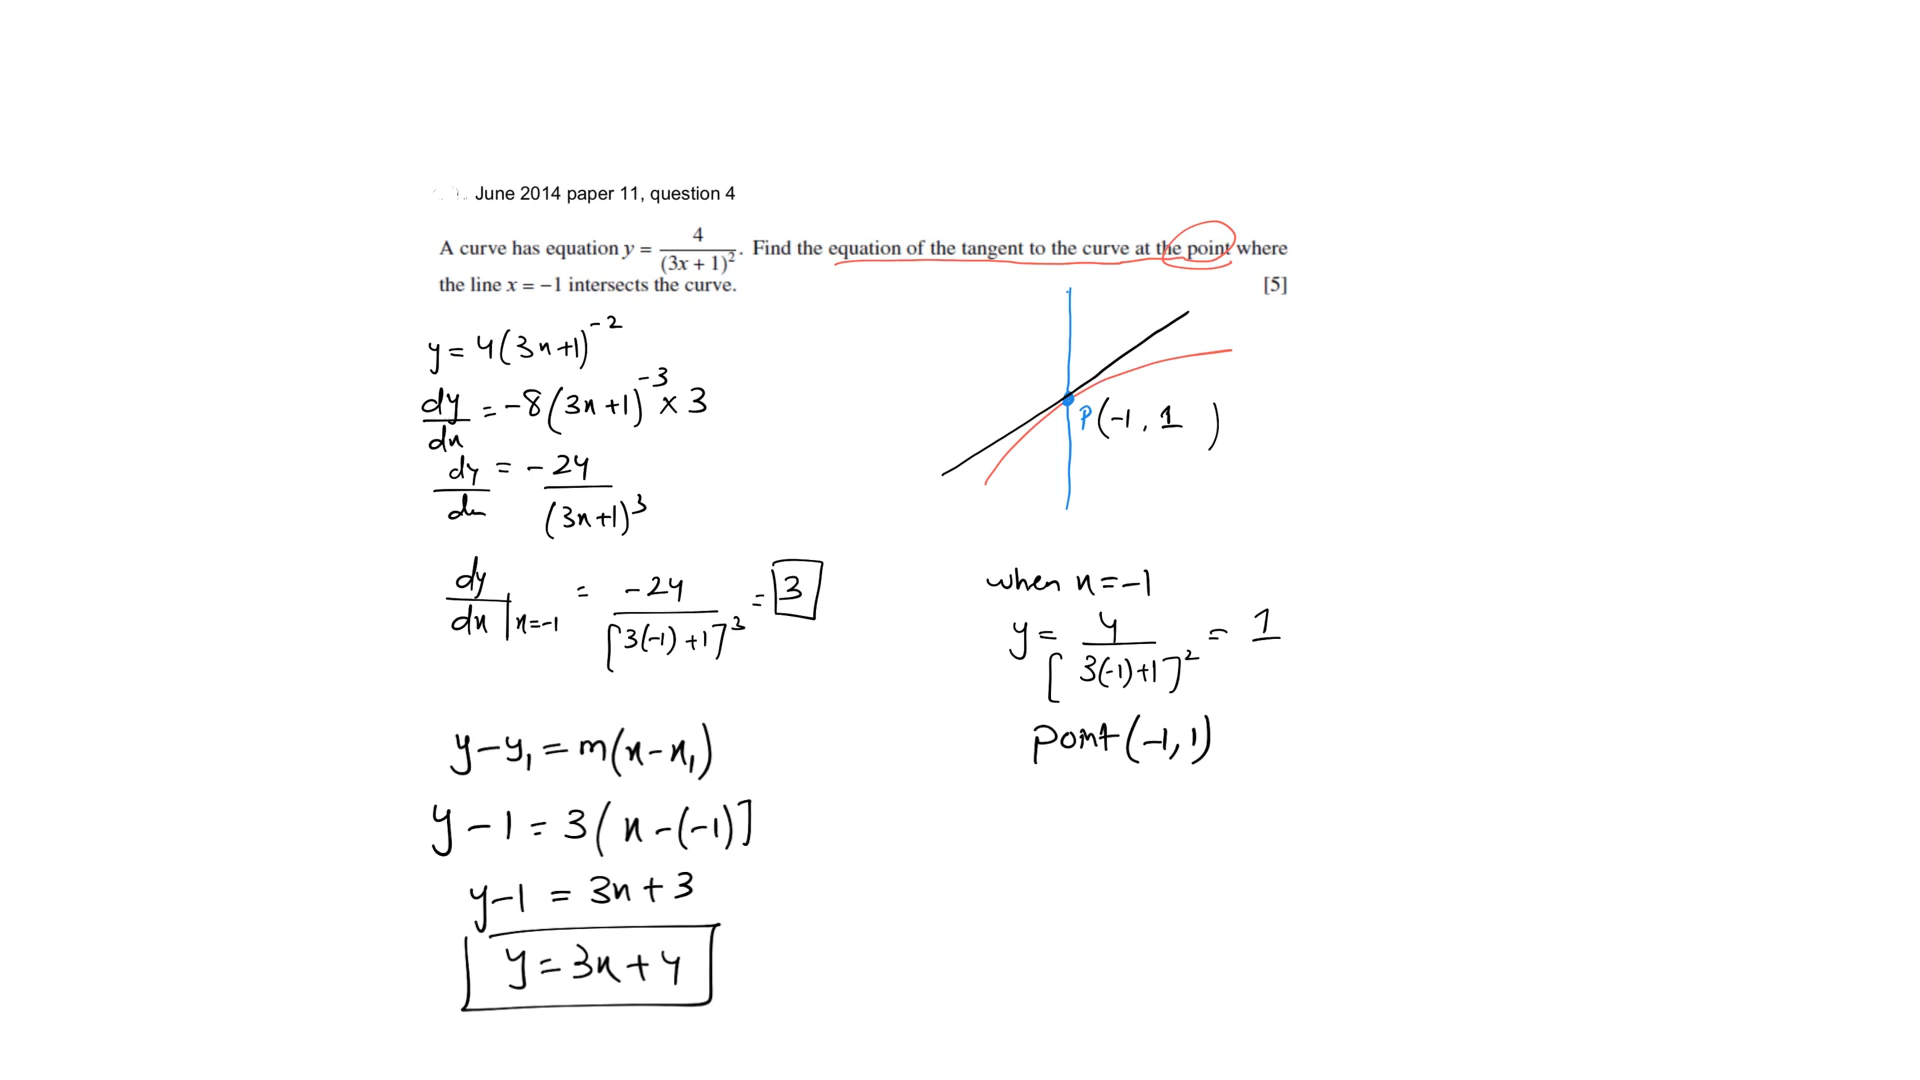 June 2014 paper 11, question 4
A curve has equation y = 4/(3x + 1)². Find the equation of the tangent to the curve at the point where
the line x = −1 intersects the curve. [5]
y = 4(3x+1)⁻²
dy/dx = -8(3x+1)⁻³ × 3
dy/dx = -24/(3x+1)³
dy/dx |x=-1 = -24/[3(-1)+1]³ = 3
y-y₁ = m(x-x₁)
y-1 = 3(x-(-1)]
y-1 = 3x+3
y = 3x+4
P(-1, 1)
when x = -1
y = 4/[3(-1)+1]² = 1
point (-1,1)